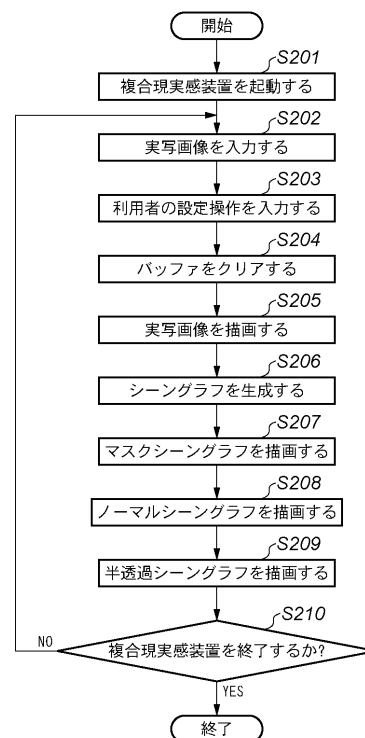 開始
S201
複合現実感装置を起動する
S202
実写画像を入力する
S203
利用者の設定操作を入力する
S204
バッファをクリアする
S205
実写画像を描画する
S206
シーングラフを生成する
S207
マスクシーングラフを描画する
S208
ノーマルシーングラフを描画する
S209
半透過シーングラフを描画する
S210
NO
複合現実感装置を終了するか?
YES
終了